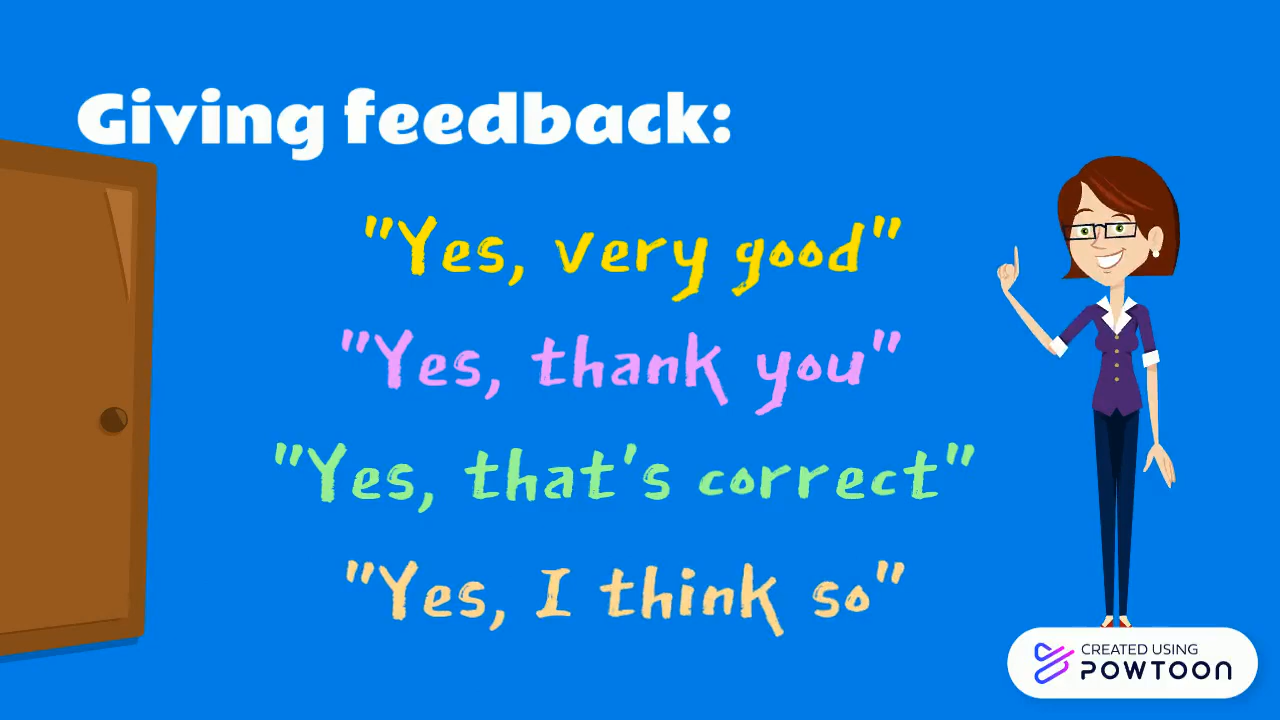 Giving feedback:
"Yes, very good"
"Yes, thank you"
"Yes, that's correct"
"Yes, I think so"
CREATED USING
POWTOON